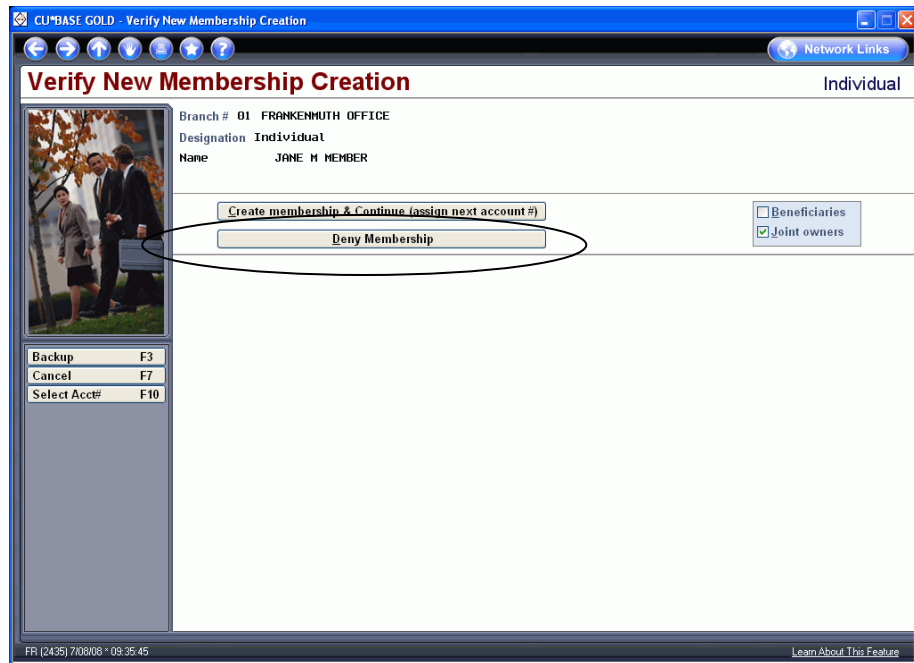 CU*BASE GOLD - Verify New Membership Creation
Network Links
Verify New Membership Creation
Individual
Branch # 01 FRANKENMUTH OFFICE
Designation Individual
Name JANE M MEMBER
Create membership & Continue (assign next account #)
Beneficiaries
Deny Membership
Joint owners
Backup F3
Cancel F7
Select Acct# F10
FR (2435) 7/08/08 * 09:35:45
Learn About This Feature